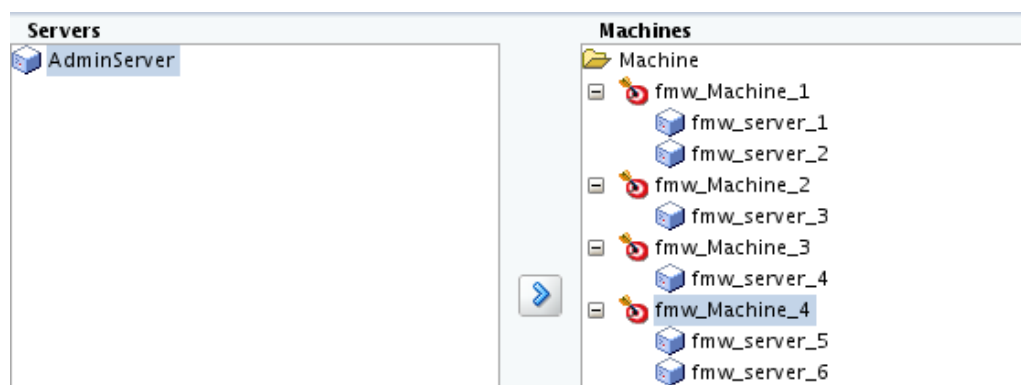 Servers
AdminServer
Machines
Machine
fmw_Machine_1
fmw_server_1
fmw_server_2
fmw_Machine_2
fmw_server_3
fmw_Machine_3
fmw_server_4
fmw_Machine_4
fmw_server_5
fmw_server_6